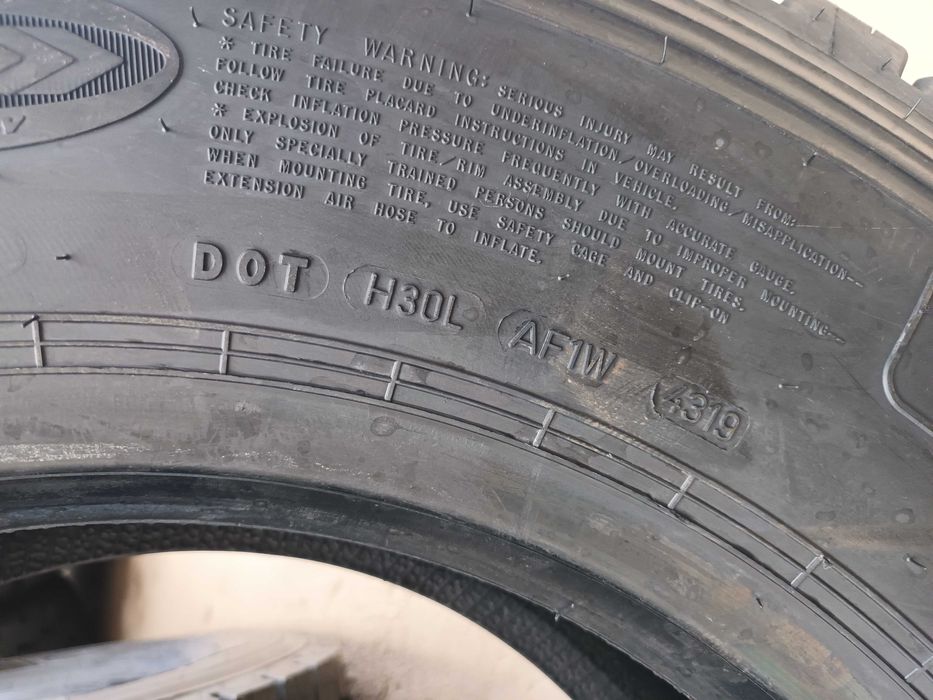 SAFETY WARNING: SERIOUS INJURY MAY RESULT FROM:
* TIRE FAILURE DUE TO UNDERINFLATION/OVERLOADING/MISAPPLICATION—
FOLLOW TIRE PLACARD INSTRUCTIONS IN VEHICLE.
CHECK INFLATION PRESSURE FREQUENTLY WITH ACCURATE GAUGE.
* EXPLOSION OF TIRE/RIM ASSEMBLY DUE TO IMPROPER MOUNTING—
ONLY SPECIALLY TRAINED PERSONS SHOULD MOUNT TIRES.
WHEN MOUNTING TIRE, USE SAFETY CAGE AND CLIP-ON
EXTENSION AIR HOSE TO INFLATE.
DOT H30L AF1W 4319